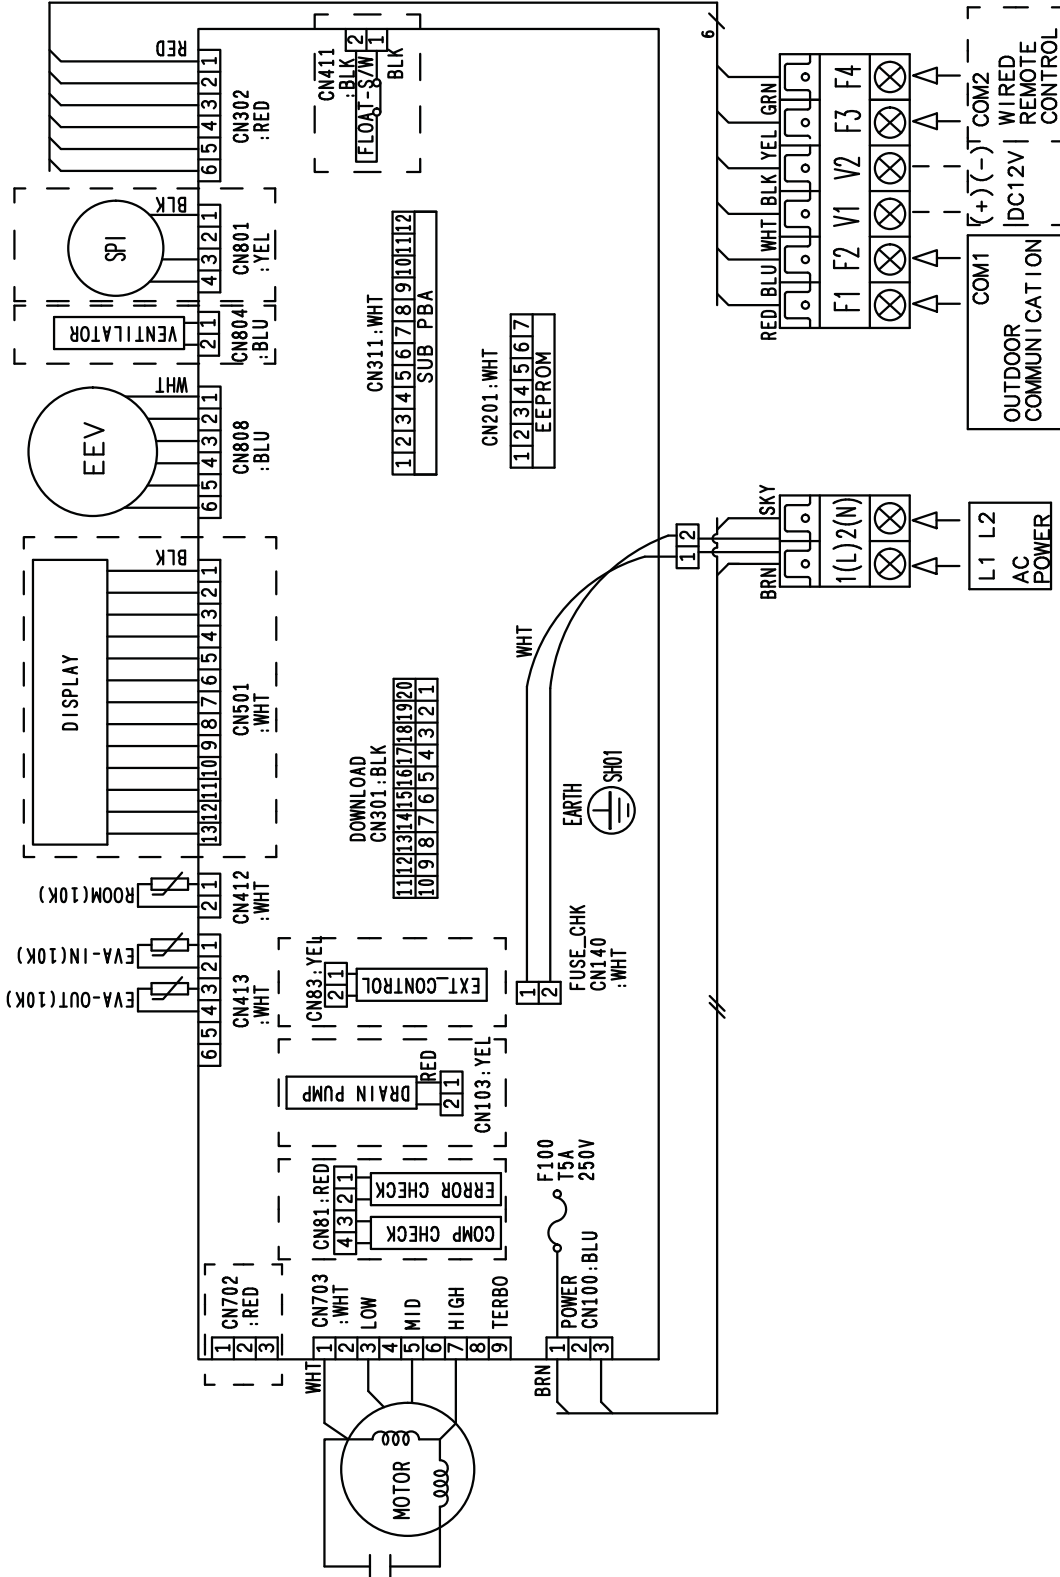 RED
1 2 3 4 5 6
CN302
:RED
SPI
BLK
1 2 3 4
CN801
:YEL
VENTILATOR
1 2
CN804
:BLU
EEV
WHT
1 2 3 4 5 6
CN808
:BLU
DISPLAY
BLK
1 2 3 4 5 6 7 8 9 10 11 12 13
CN501
:WHT
ROOM(10K)
1 2
CN412
:WHT
EVA-IN(10K)
EVA-OUT(10K)
1 2 3 4 5 6
CN413
:WHT
CN411
:BLK
2 1
BLK
FLOAT-S/W
CN311:WHT
1 2 3 4 5 6 7 8 9 10 11 12
SUB PBA
CN201:WHT
1 2 3 4 5 6 7
EEPROM
DOWNLOAD
CN301:BLK
11 12 13 14 15 16 17 18 19 20
10 9 8 7 6 5 4 3 2 1
EARTH
SH01
CN83:YEL
2 1
EXT_CONTROL
1 2
FUSE_CHK
CN140
:WHT
WHT
1 2
DRAIN PUMP
RED
2 1
CN103:YEL
CN81:RED
4 3 2 1
ERROR CHECK
COMP CHECK
F100
T5A
250V
CN702
:RED
1 2 3
CN703
:WHT
LOW
MID
HIGH
TERBO
1 2 3 4 5 6 7 8 9
WHT
MOTOR
POWER
CN100:BLU
1 2 3
BRN
6
RED BLU WHT BLK YEL GRN
F1 F2 V1 V2 F3 F4
COM1
OUTDOOR
COMMUNICATION
(+)(-)
DC12V
COM2
WIRED
REMOTE
CONTROL
BRN SKY
1(L) 2(N)
L1 L2
AC
POWER